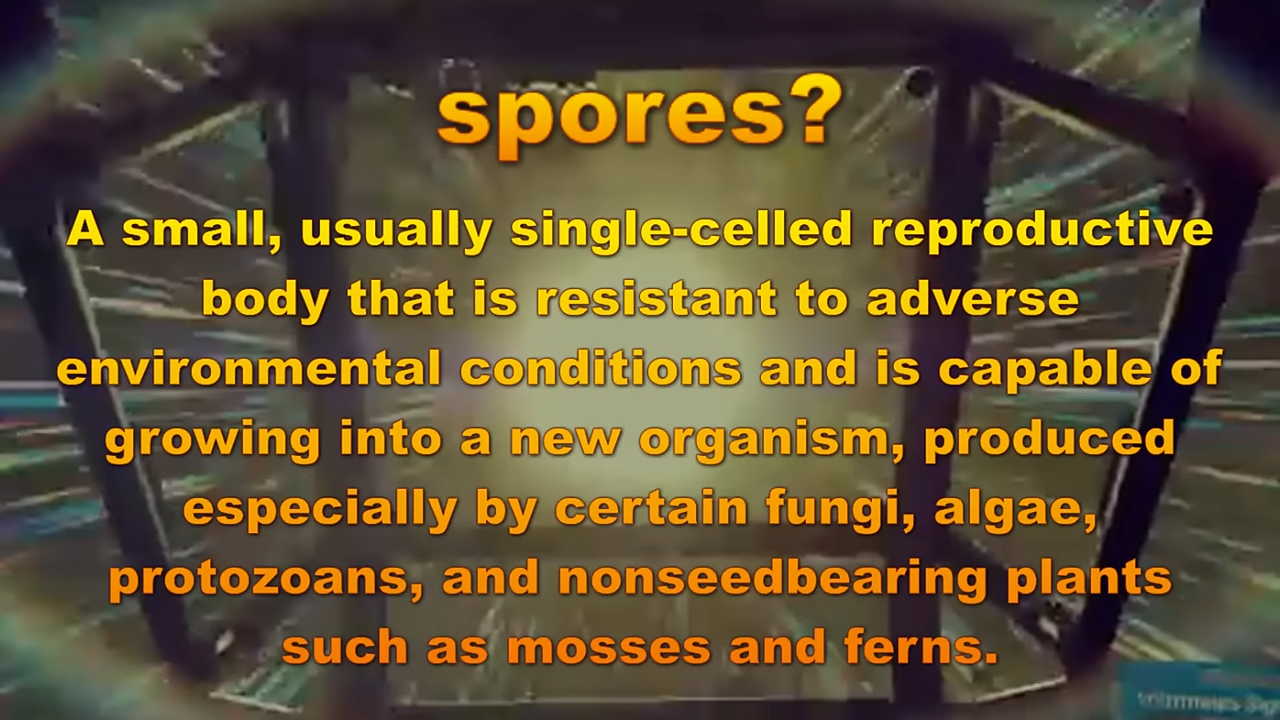 spores?
A small, usually single-celled reproductive
body that is resistant to adverse
environmental conditions and is capable of
growing into a new organism, produced
especially by certain fungi, algae,
protozoans, and nonseedbearing plants
such as mosses and ferns.